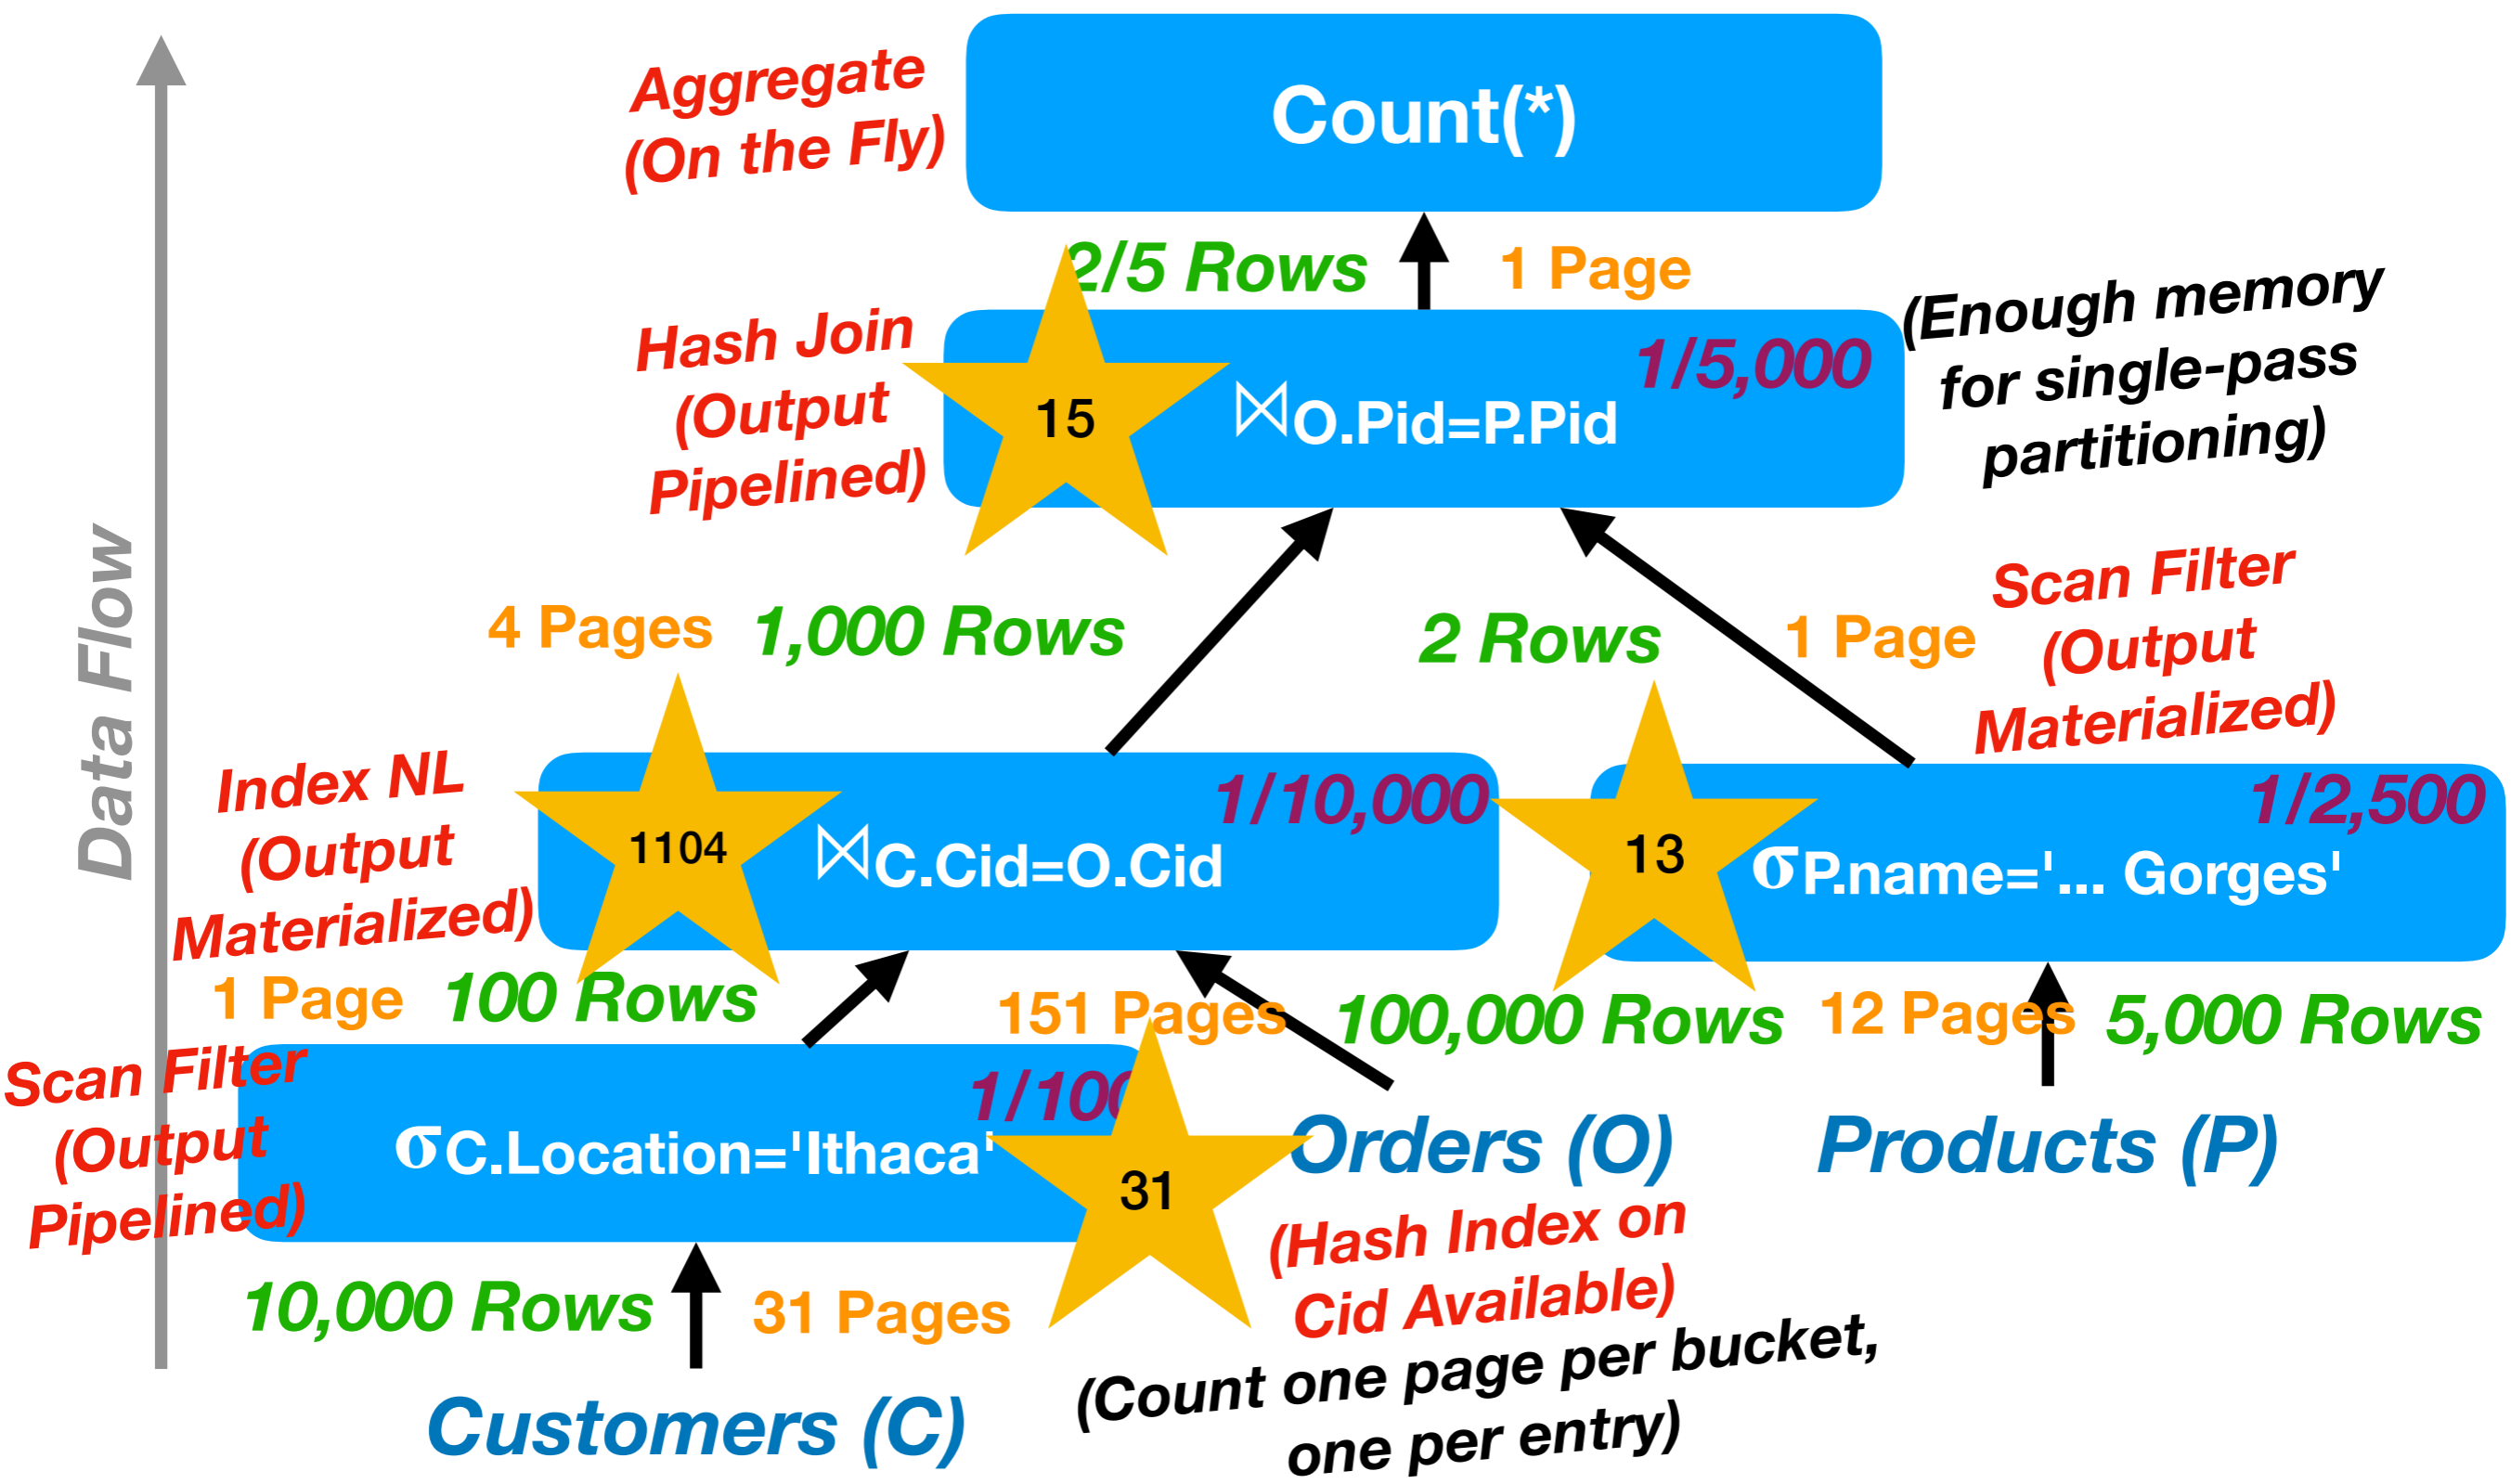 Aggregate
(On the Fly)
Count(*)
2/5 Rows
1 Page
Hash Join
(Output
Pipelined)
15
⋈O.Pid=P.Pid
1/5,000
(Enough memory
for single-pass
partitioning)
Data Flow
4 Pages
1,000 Rows
2 Rows
1 Page
Scan Filter
(Output
Materialized)
Index NL
(Output
Materialized)
1104
⋈C.Cid=O.Cid
1/10,000
13
σP.name='... Gorges'
1/2,500
1 Page
100 Rows
151 Pages
100,000 Rows
12 Pages
5,000 Rows
Scan Filter
(Output
Pipelined)
σC.Location='Ithaca'
1/100
31
Orders (O)
(Hash Index on
Cid Available)
(Count one page per bucket,
one per entry)
Products (P)
10,000 Rows
31 Pages
Customers (C)